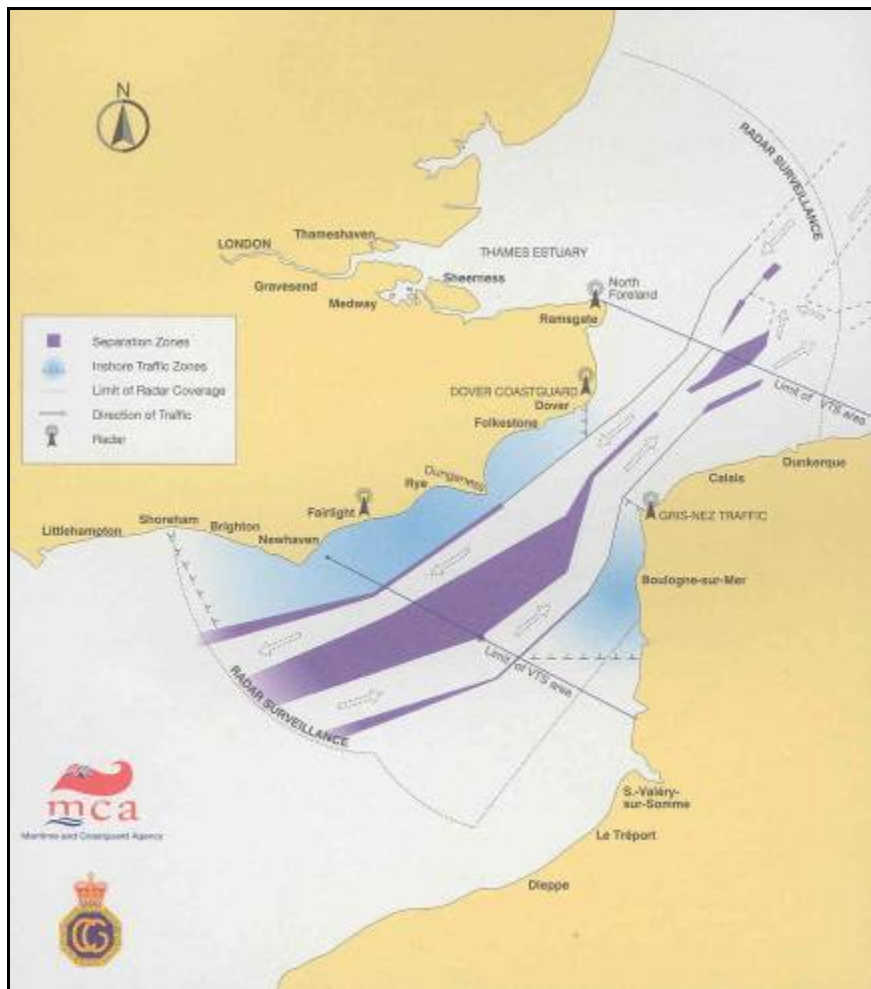 N
RADAR SURVEILLANCE
Thameshaven
LONDON
THAMES ESTUARY
Sheerness
Gravesend
Medway
North
Foreland
Ramsgate
Separation Zones
Inshore Traffic Zones
Limit of Radar Coverage
Direction of Traffic
Radar
DOVER COASTGUARD
Dover
Folkestone
Limit of VTS area
Dunkerque
Calais
Dungeness
Rye
Fairlight
GRIS-NEZ TRAFFIC
Shoreham
Brighton
Littlehampton
Newhaven
Boulogne-sur-Mer
Limit of VTS area
RADAR SURVEILLANCE
mca
Maritime and Coastguard Agency
S.-Valéry-
sur-Somme
Le Tréport
Dieppe
CG